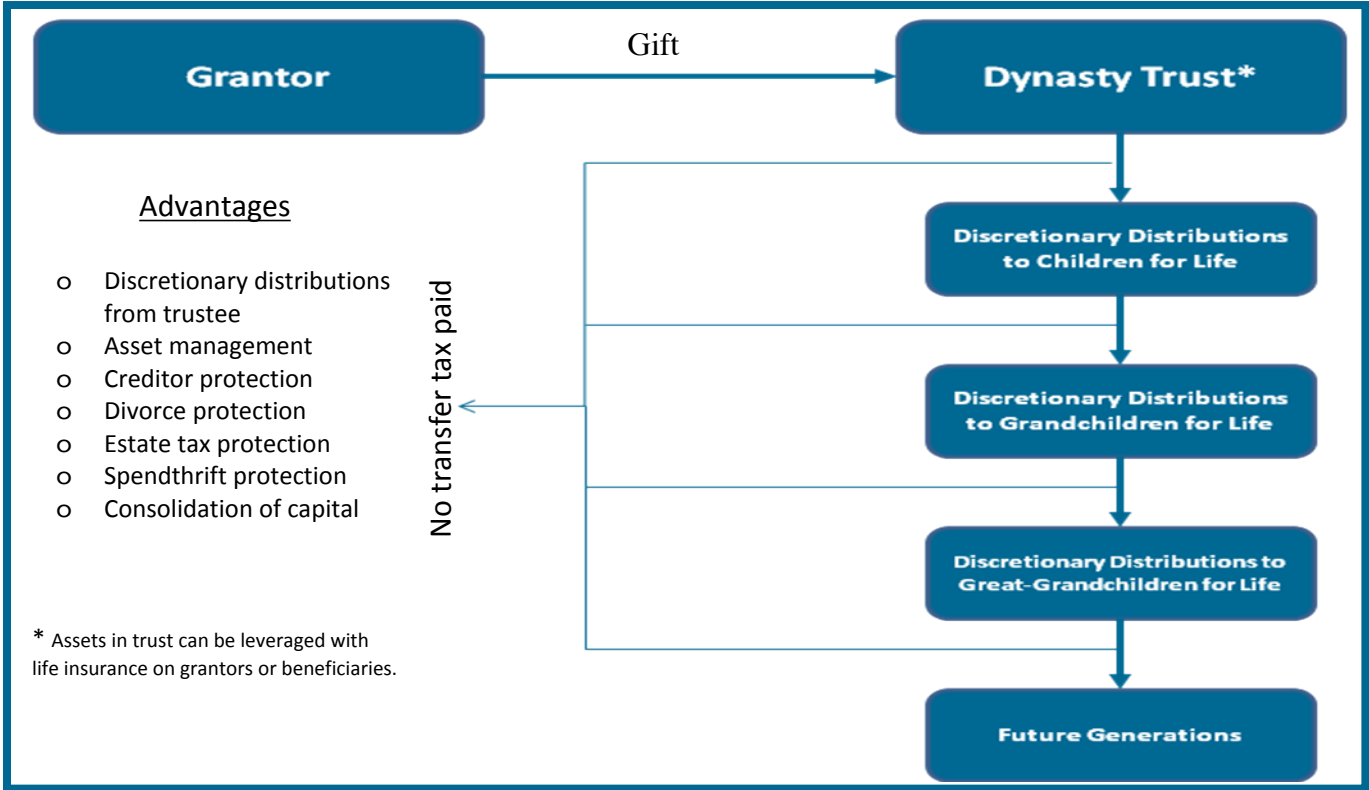 Gift
Grantor
Dynasty Trust*
Advantages
o Discretionary distributions
from trustee
o Asset management
o Creditor protection
o Divorce protection
o Estate tax protection
o Spendthrift protection
o Consolidation of capital
No transfer tax paid
Discretionary Distributions
to Children for Life
Discretionary Distributions
to Grandchildren for Life
Discretionary Distributions to
Great-Grandchildren for Life
Future Generations
* Assets in trust can be leveraged with
life insurance on grantors or beneficiaries.